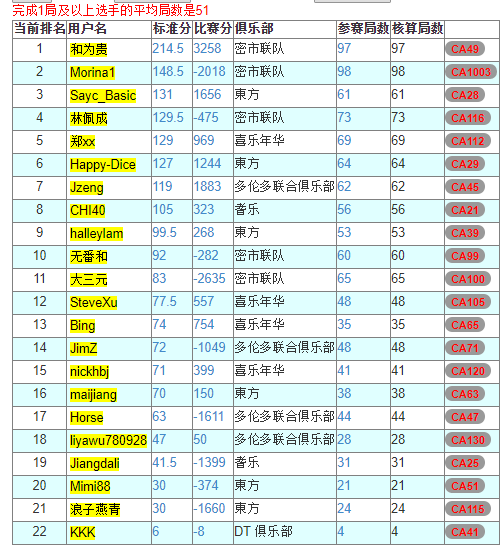 完成1局及以上选手的平均局数是51
当前排名 用户名 标准分 比赛分 俱乐部 参赛局数 核算局数
1 和为贵 214.5 3258 密市联队 97 97 CA49
2 Morina1 148.5 -2018 密市联队 98 98 CA1003
3 Sayc_Basic 131 1656 東方 61 61 CA28
4 林佩成 129.5 -475 密市联队 73 73 CA116
5 郑xx 129 969 喜乐年华 69 69 CA112
6 Happy-Dice 127 1244 東方 64 64 CA29
7 Jzeng 119 1883 多伦多联合俱乐部 62 62 CA45
8 CHI40 105 323 耆乐 56 56 CA21
9 halleylam 99.5 268 東方 53 53 CA39
10 无番和 92 -282 密市联队 60 60 CA99
11 大三元 83 -2635 密市联队 65 65 CA100
12 SteveXu 77.5 557 喜乐年华 48 48 CA105
13 Bing 74 754 喜乐年华 35 35 CA65
14 JimZ 72 -1049 多伦多联合俱乐部 48 48 CA71
15 nickhbj 71 399 喜乐年华 41 41 CA120
16 maijiang 70 150 東方 38 38 CA63
17 Horse 63 -1611 多伦多联合俱乐部 44 44 CA47
18 liyawu780928 47 50 多伦多联合俱乐部 28 28 CA130
19 Jiangdali 41.5 -1399 耆乐 31 31 CA25
20 Mimi88 30 -374 東方 21 21 CA51
21 浪子燕青 30 -1660 東方 24 24 CA115
22 KKK 6 -8 DT 俱乐部 4 4 CA41